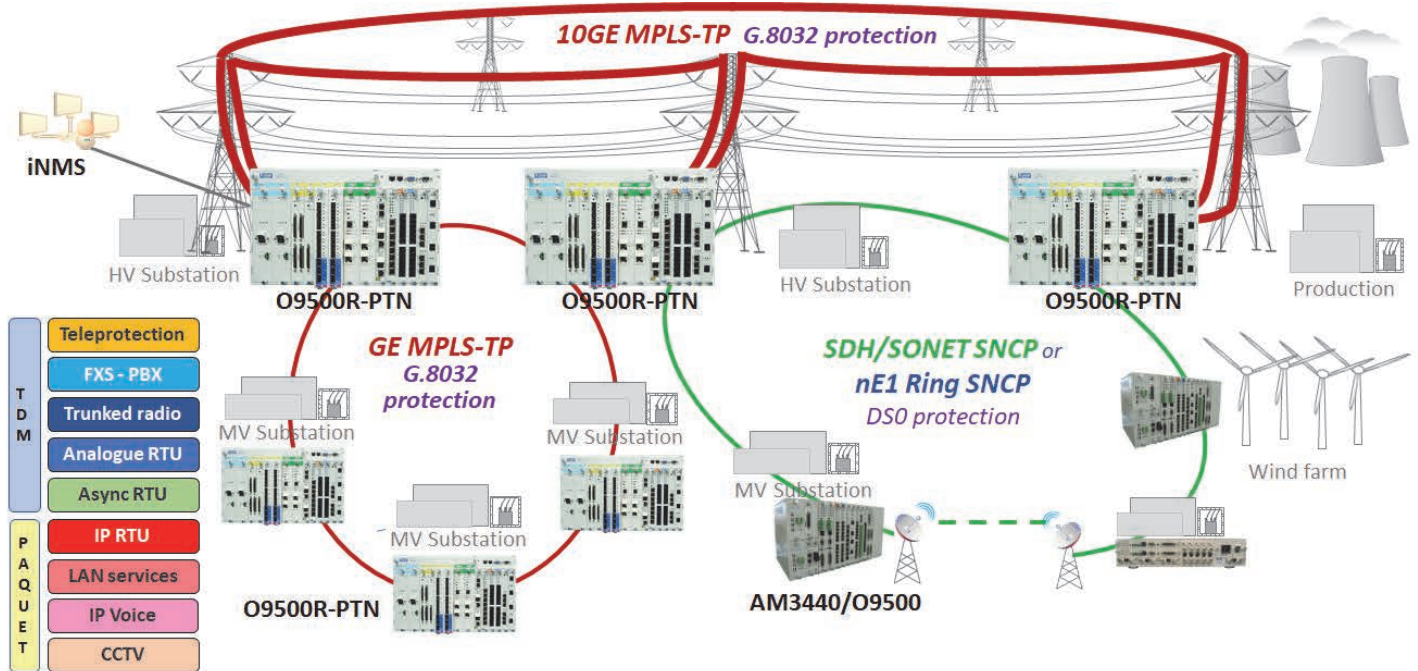 10GE MPLS-TP G.8032 protection
iNMS
HV Substation
HV Substation
Production
O9500R-PTN
O9500R-PTN
O9500R-PTN
GE MPLS-TP
G.8032
protection
SDH/SONET SNCP or
nE1 Ring SNCP
DS0 protection
MV Substation
MV Substation
MV Substation
MV Substation
Wind farm
O9500R-PTN
AM3440/O9500
TDM
Teleprotection
FXS - PBX
Trunked radio
Analogue RTU
Async RTU
PAQUET
IP RTU
LAN services
IP Voice
CCTV